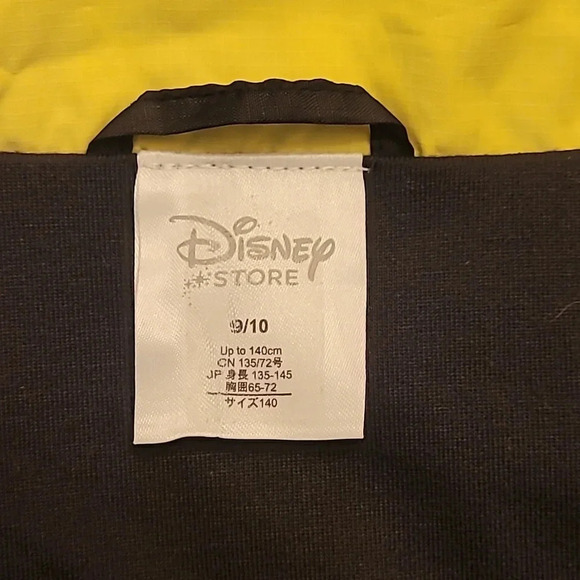 Disney
STORE
9/10
Up to 140cm
CN 135/72号
JP 身長 135-145
胸囲65-72
サイズ140